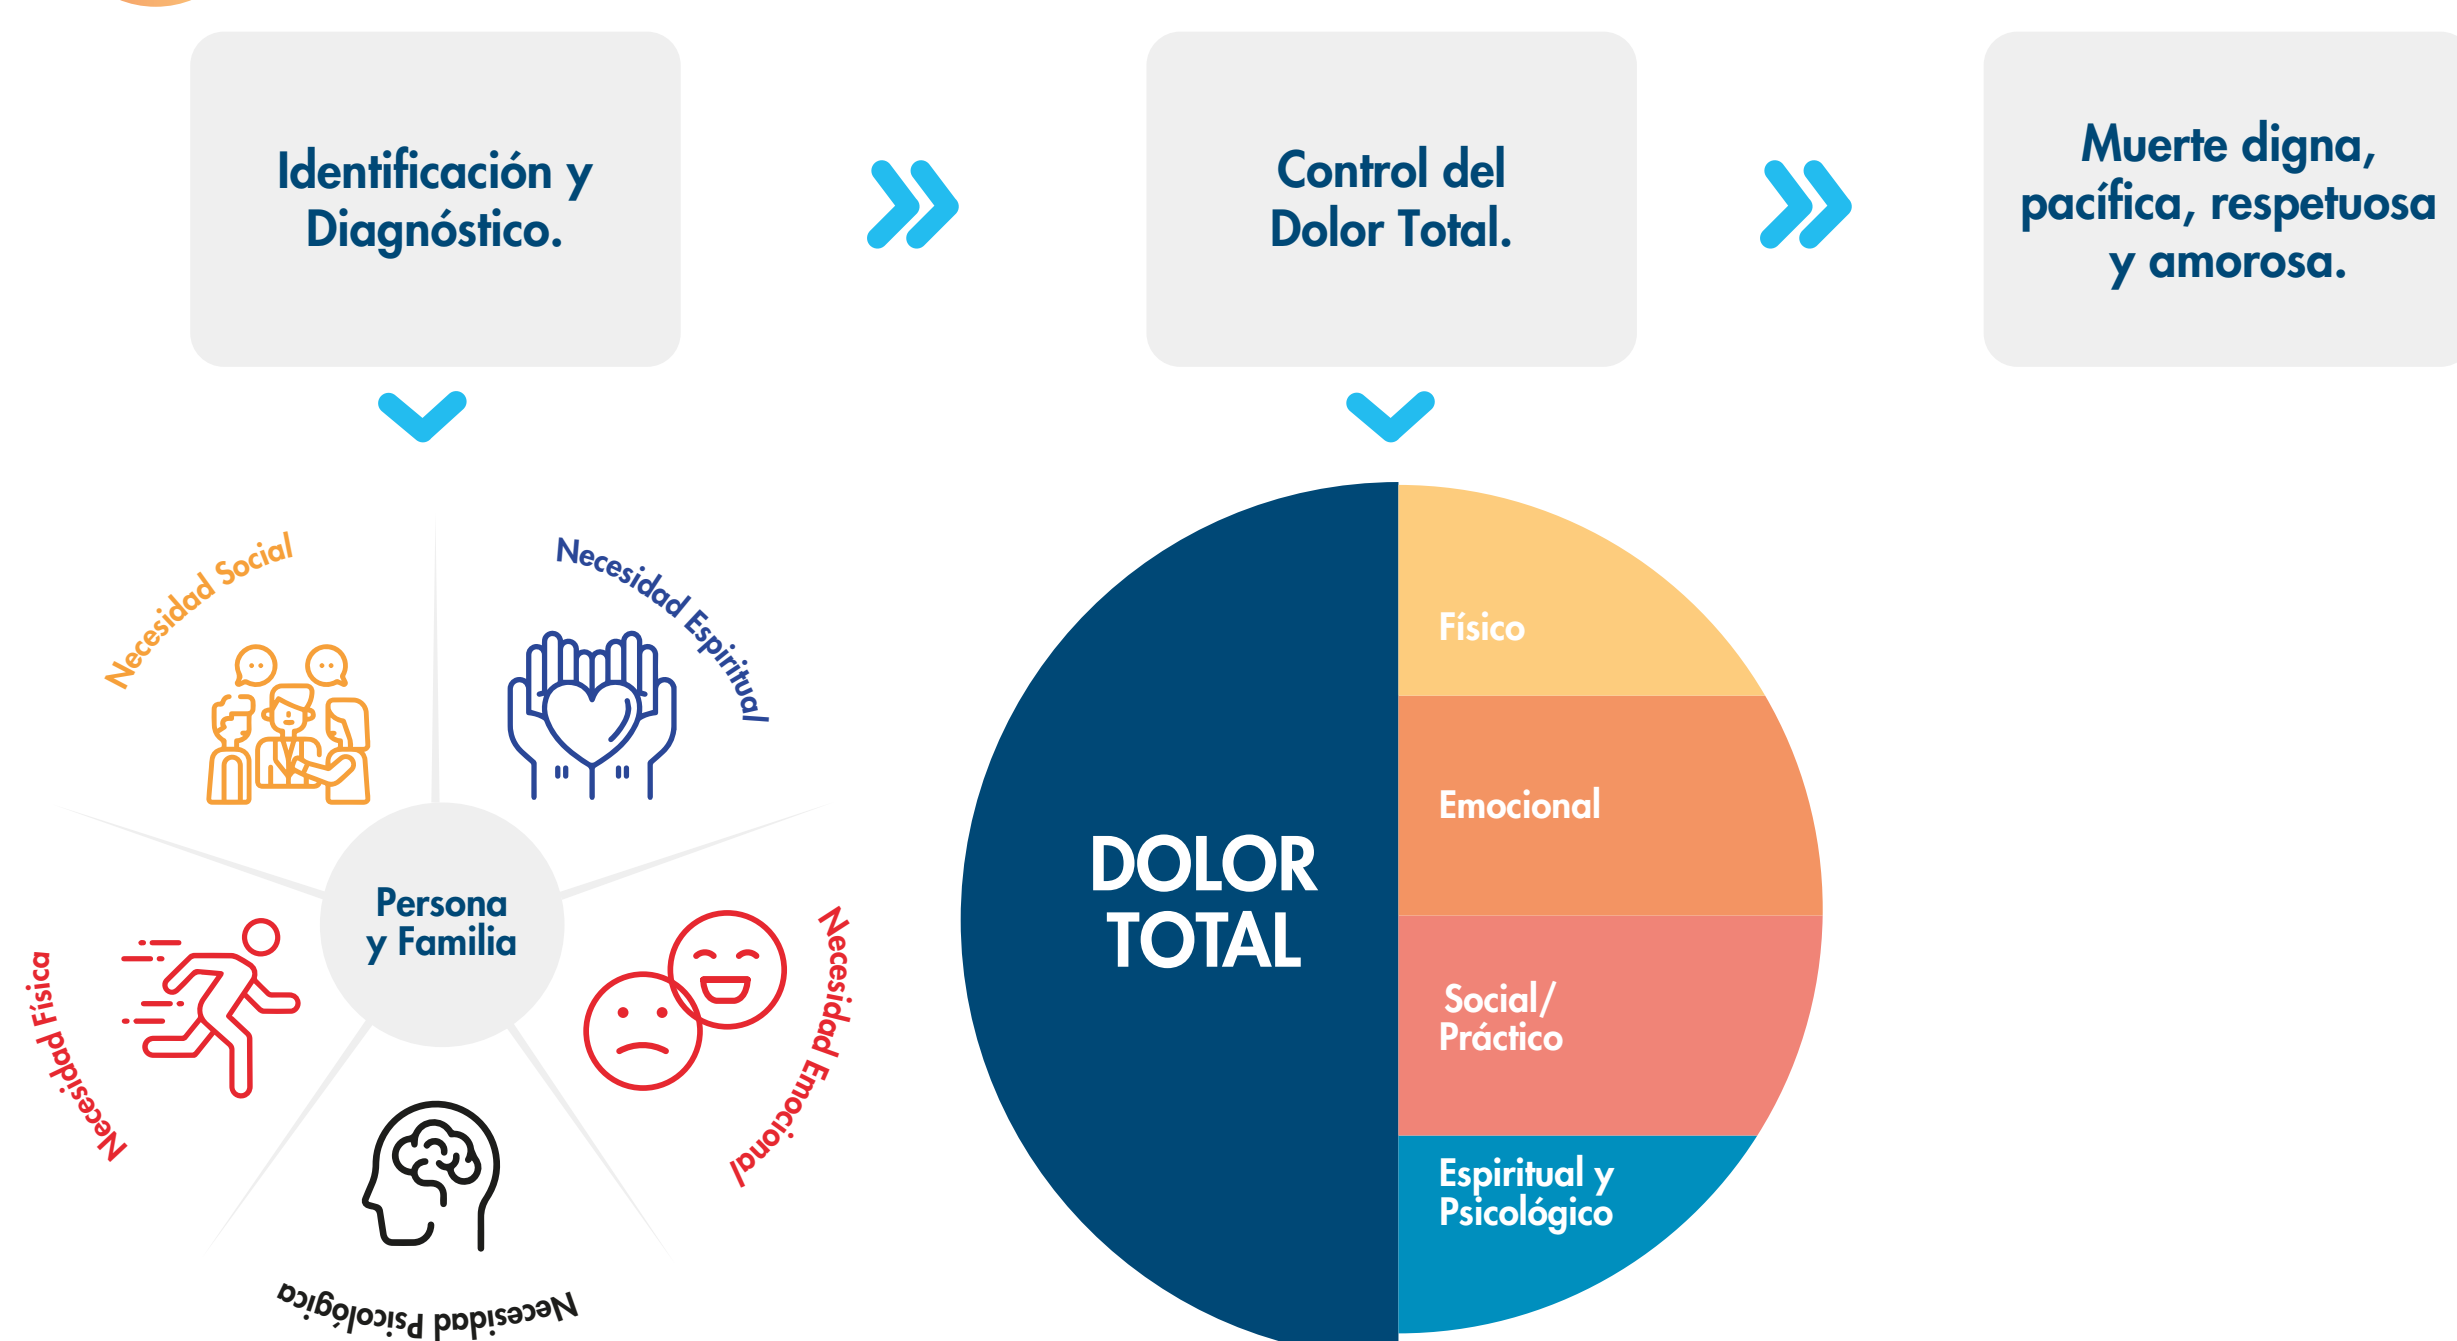 Identificación y
Diagnóstico.
Control del
Dolor Total.
Muerte digna,
pacífica, respetuosa
y amorosa.
Necesidad Social
Necesidad Espiritual
Persona
y Familia
Necesidad Física
Necesidad Emocional
Necesidad Psicológica
DOLOR
TOTAL
Físico
Emocional
Social/
Práctico
Espiritual y
Psicológico